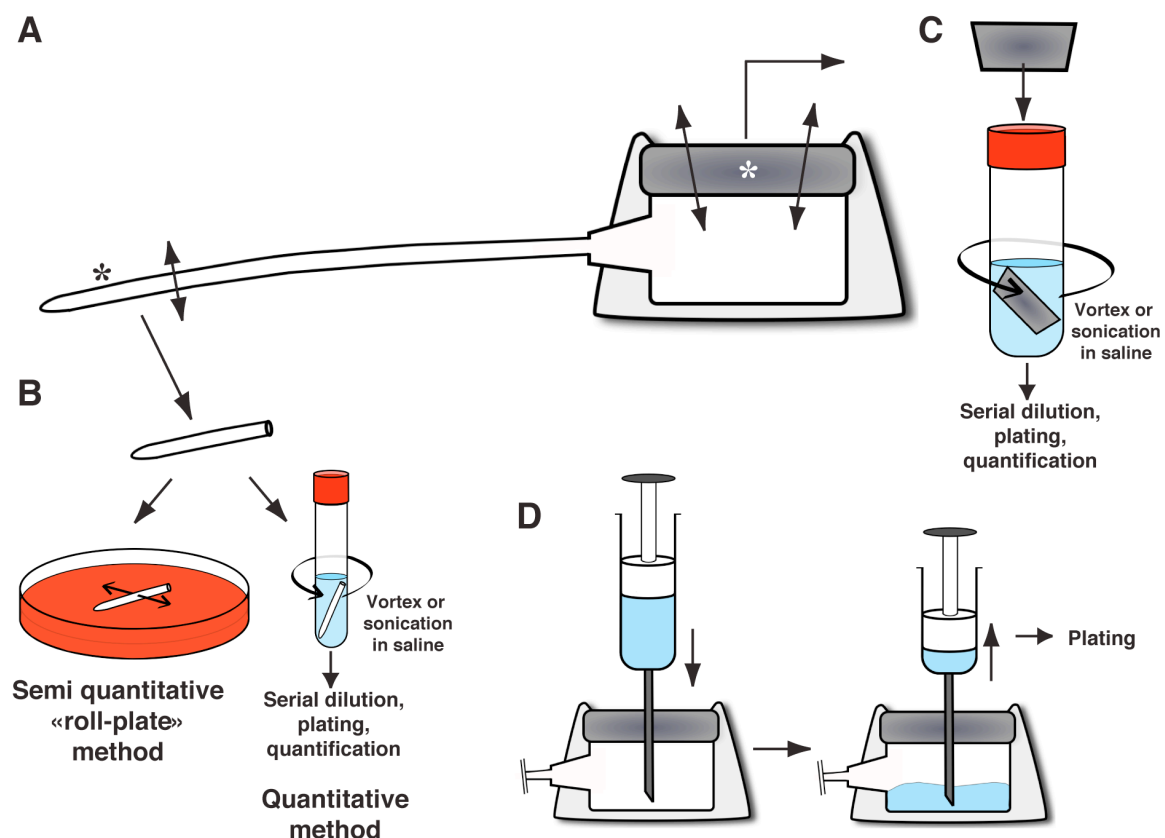 A
*
*
B
Semi quantitative
«roll-plate»
method
Vortex or
sonication
in saline
Serial dilution,
plating,
quantification
Quantitative
method
C
Vortex or
sonication
in saline
Serial dilution,
plating,
quantification
D
Plating